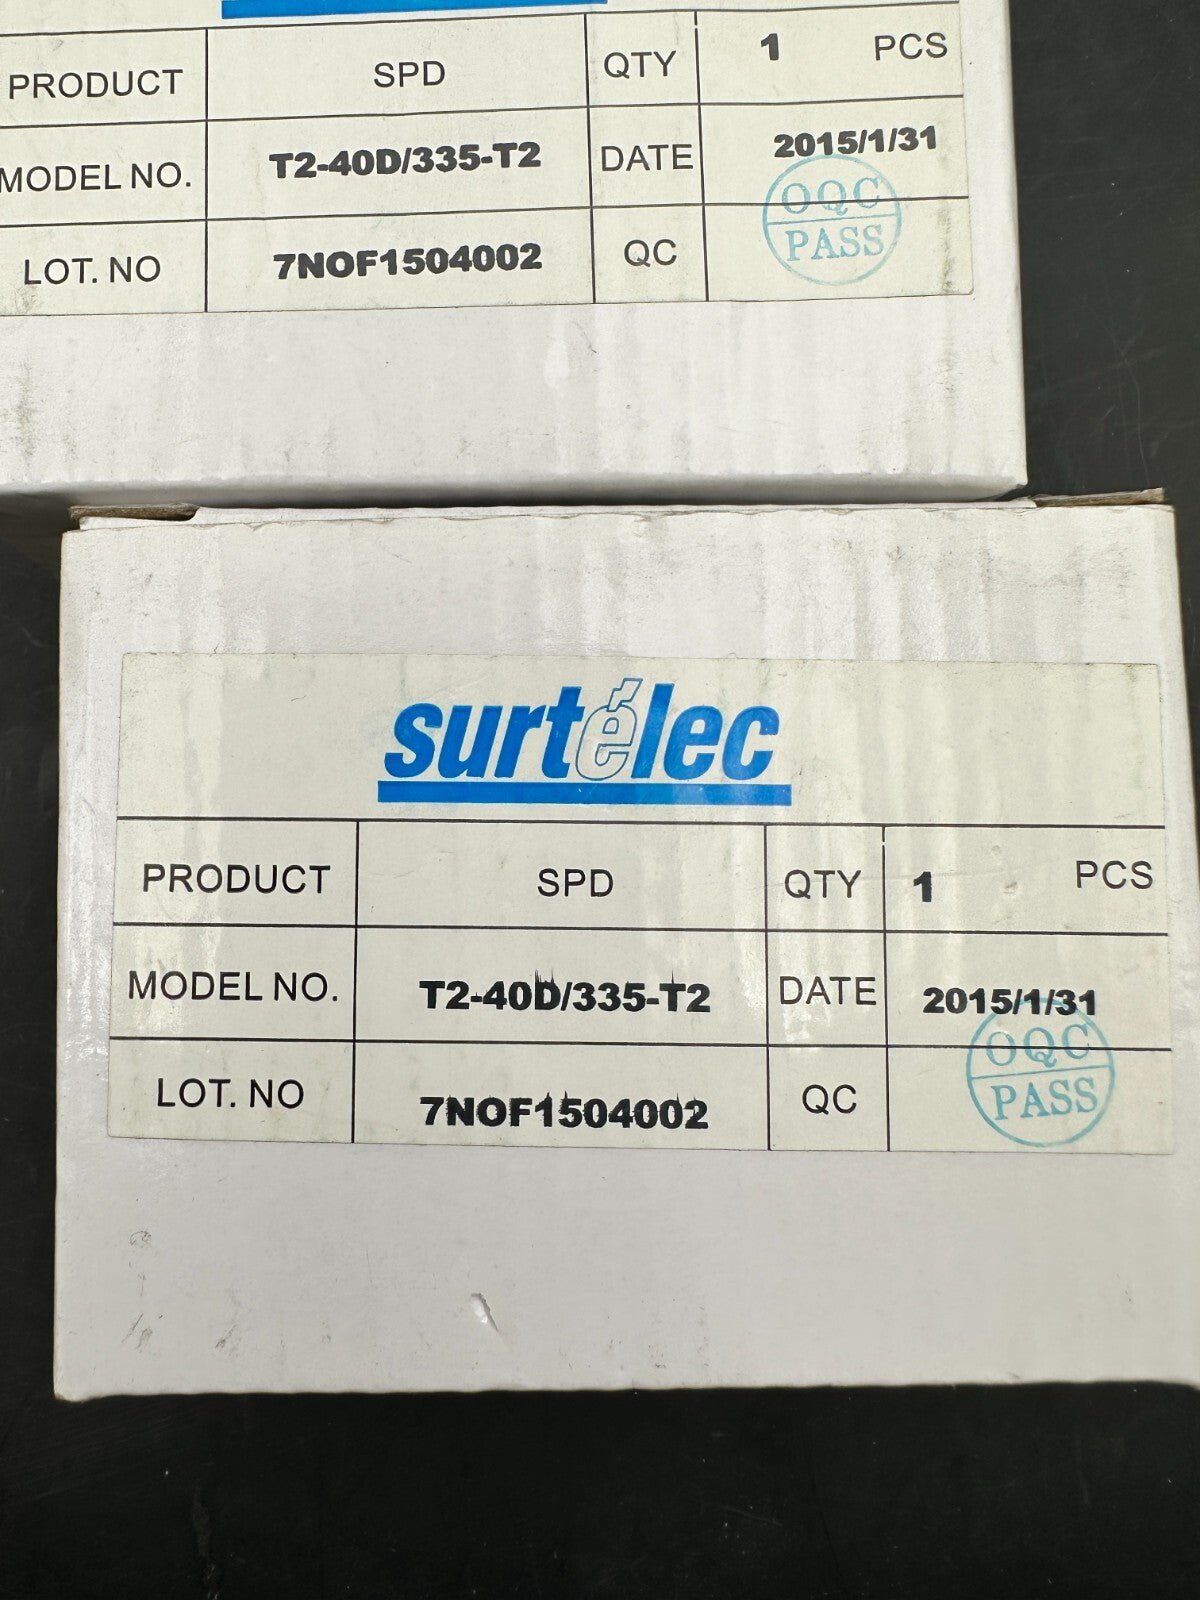 PRODUCT SPD QTY 1 PCS
MODEL NO. T2-40D/335-T2 DATE 2015/1/31
LOT. NO 7NOF1504002 QC OQC PASS
surtélec
PRODUCT SPD QTY 1 PCS
MODEL NO. T2-40D/335-T2 DATE 2015/1/31
LOT. NO 7NOF1504002 QC OQC PASS